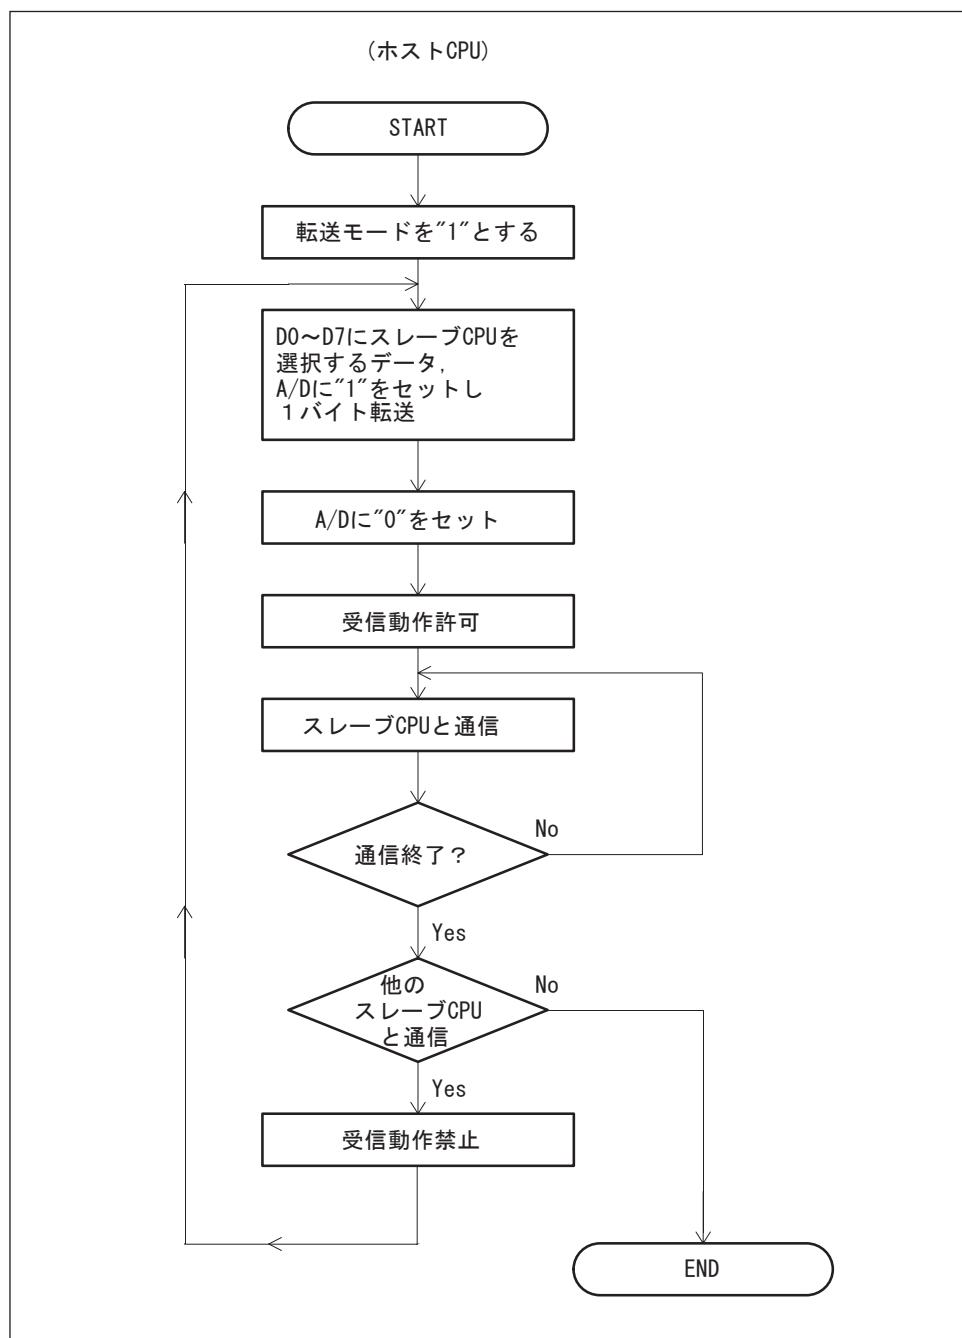 (ホストCPU)
START
転送モードを"1"とする
D0～D7にスレーブCPUを
選択するデータ,
A/Dに"1"をセットし
１バイト転送
A/Dに"0"をセット
受信動作許可
スレーブCPUと通信
通信終了？
No
Yes
他の
スレーブCPU
と通信
No
Yes
受信動作禁止
END